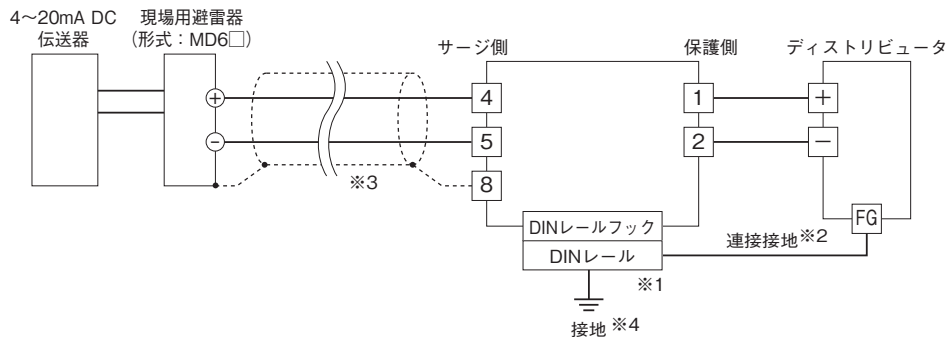 4～20mA DC
伝送器
現場用避雷器
（形式：MD6□）
サージ側
保護側
ディストリビュータ
＋
－
4
5
8
1
2
＋
－
※3
FG
DINレールフック
DINレール
連接接地※2
※1
接地※4